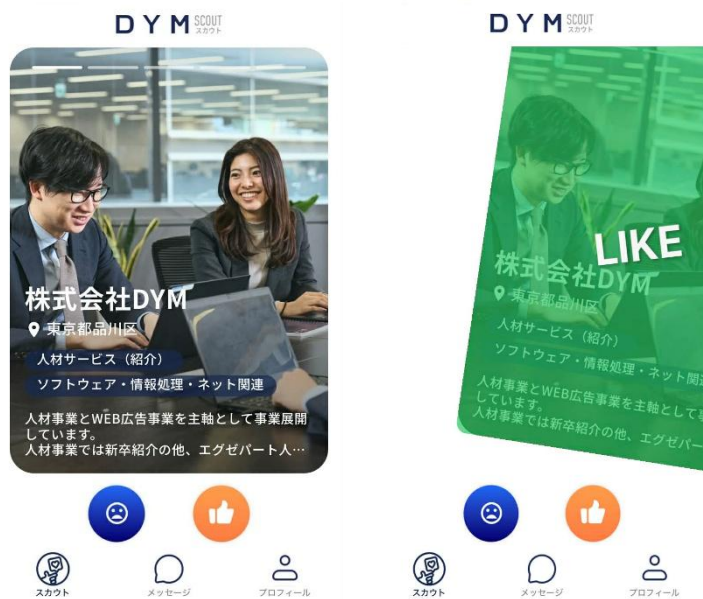 DYM SCOUT
スカウト
株式会社DYM
東京都品川区
人材サービス（紹介）
ソフトウェア・情報処理・ネット関連
人材事業とWEB広告事業を主軸として事業展開
しています。
人材事業では新卒紹介の他、エグゼパート人…
スカウト
メッセージ
プロフィール
DYM SCOUT
スカウト
LIKE
株式会社DYM
東京都品川区
人材サービス（紹介）
ソフトウェア・情報処理・ネット関
人材事業とWEB広告事業を主軸として
しています。
人材事業では新卒紹介の他、エグゼパー
スカウト
メッセージ
プロフィール